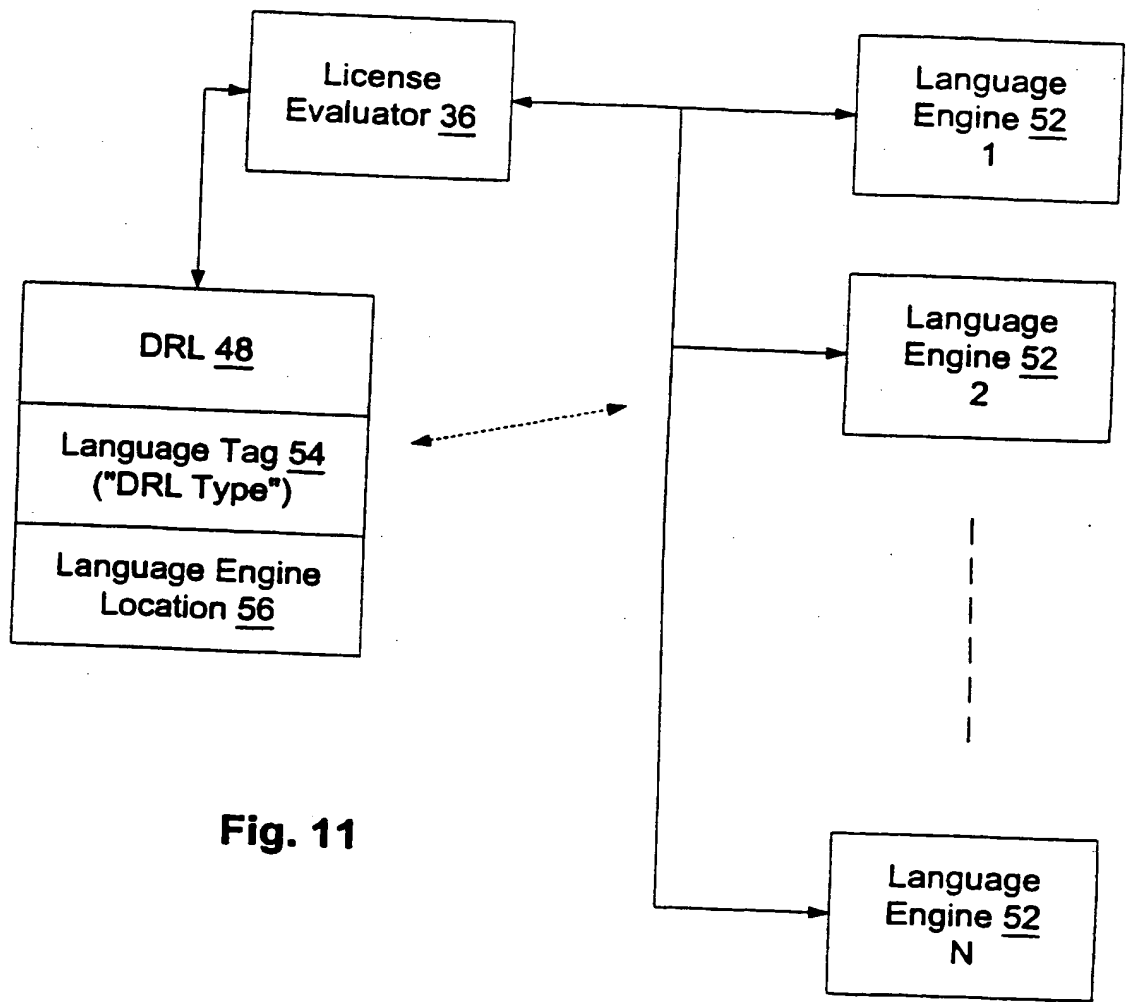 License
Evaluator 36
Language
Engine 52
1
Language
Engine 52
2
DRL 48
Language Tag 54
("DRL Type")
Language Engine
Location 56
Fig. 11
Language
Engine 52
N